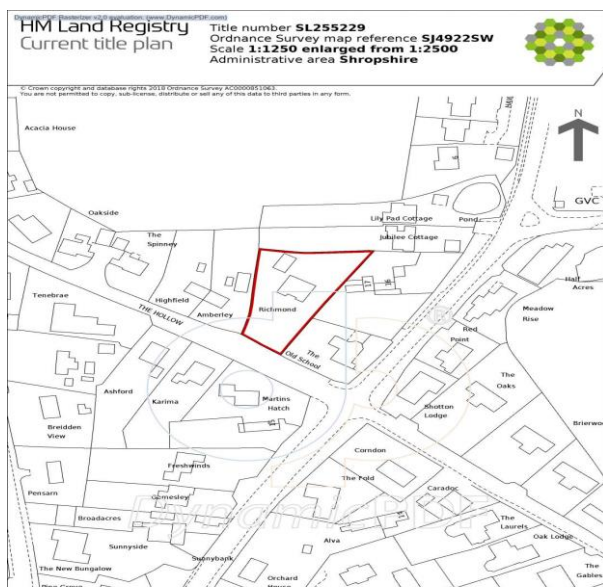 DynamicPDF Rasterizer v2.0 evaluation. (www.DynamicPDF.com)
HM Land Registry
Current title plan
Title number SL255229
Ordnance Survey map reference SJ4922SW
Scale 1:1250 enlarged from 1:2500
Administrative area Shropshire
© Crown copyright and database rights 2018 Ordnance Survey AC0000851063.
You are not permitted to copy, sub-license, distribute or sell any of this data to third parties in any form.
Acacia House
N
GVC
Oakside
Lily Pad Cottage
Pond
The
Spinney
Jubilee Cottage
Half
Acres
Tenebrae
Highfield
THE HOLLOW
Amberley
Richmond
Meadow
Rise
Red
Point
The
Old School
The
Oaks
Ashford
Karima
Martins
Hatch
Shotton
Lodge
Breidden
View
Brierwo
Corndon
Freshwinds
The Fold
Pensarn
Gomesley
Caradoc
Broadacres
DynamicPDF
The
Laurels
Sunnyside
Alva
Oak Lodge
Sunnybank
The New Bungalow
Orchard
The
Gables